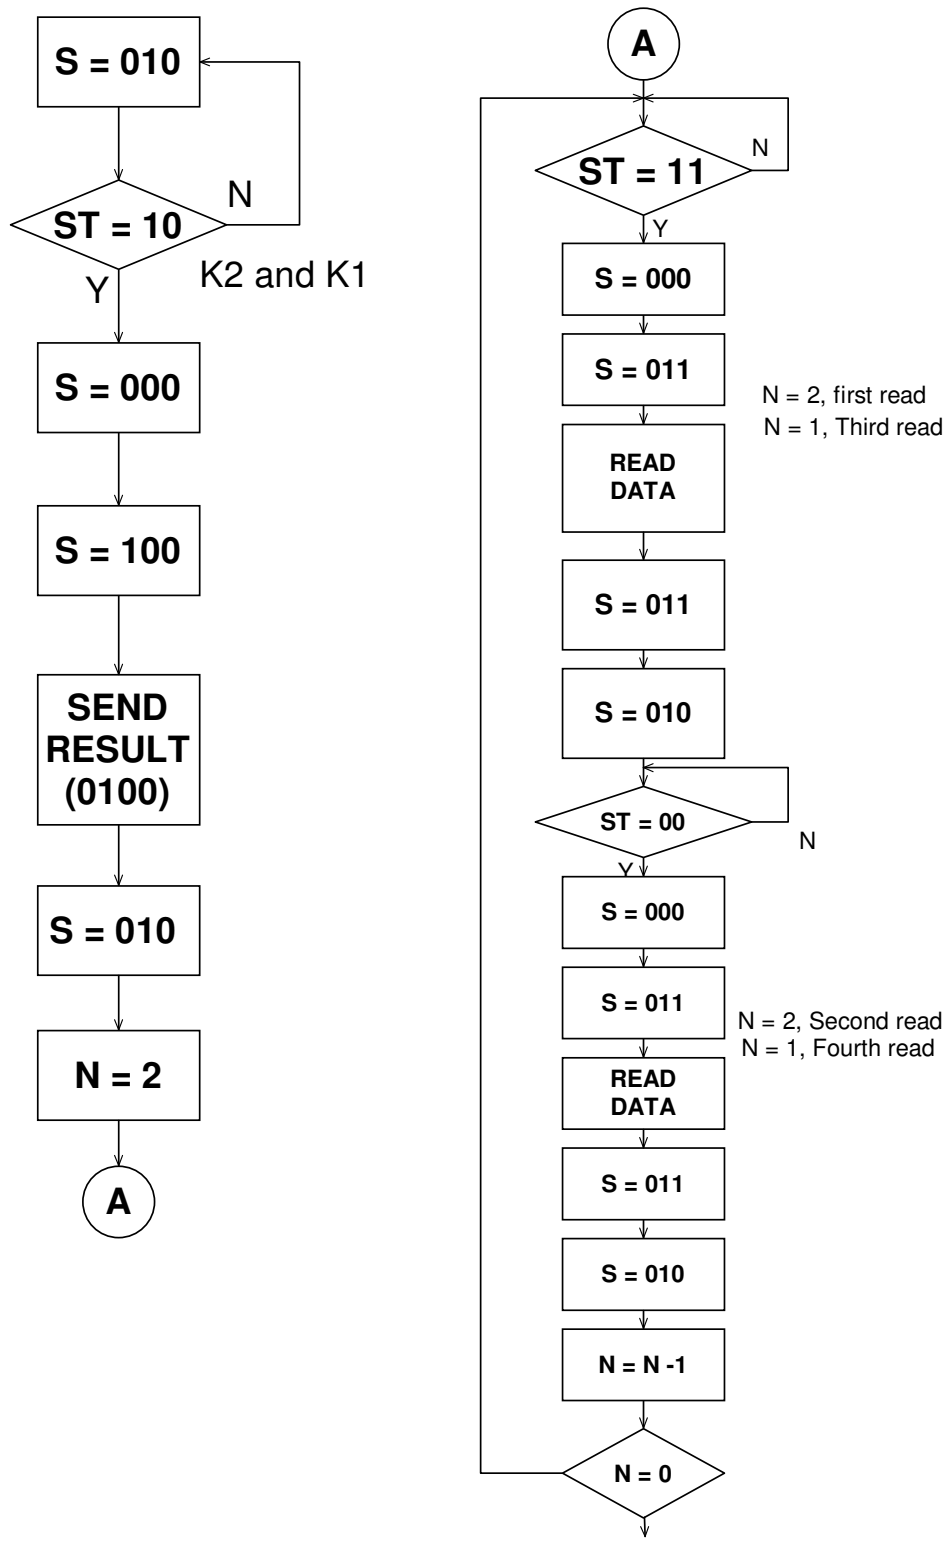 S = 010
ST = 10
N
K2 and K1
Y
S = 000
S = 100
SEND
RESULT
(0100)
S = 010
N = 2
A
A
ST = 11
N
Y
S = 000
S = 011
N = 2, first read
N = 1, Third read
READ
DATA
S = 011
S = 010
ST = 00
N
Y
S = 000
S = 011
N = 2, Second read
N = 1, Fourth read
READ
DATA
S = 011
S = 010
N = N -1
N = 0